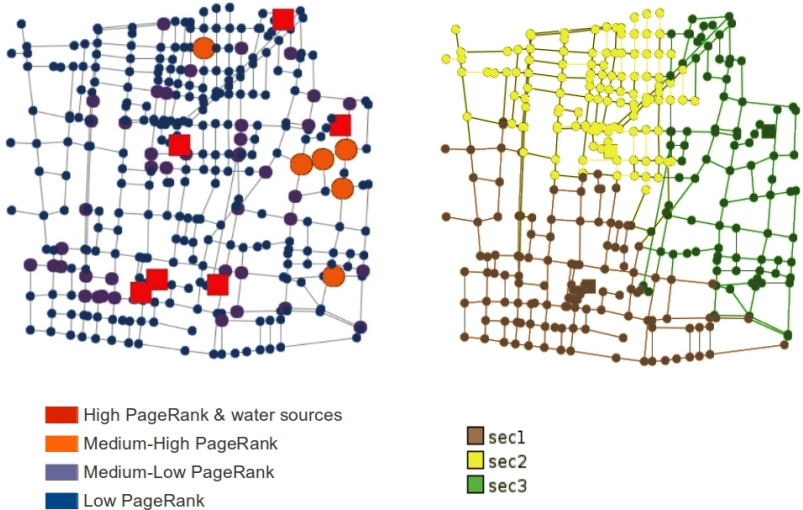 High PageRank & water sources
Medium-High PageRank
Medium-Low PageRank
Low PageRank
sec1
sec2
sec3